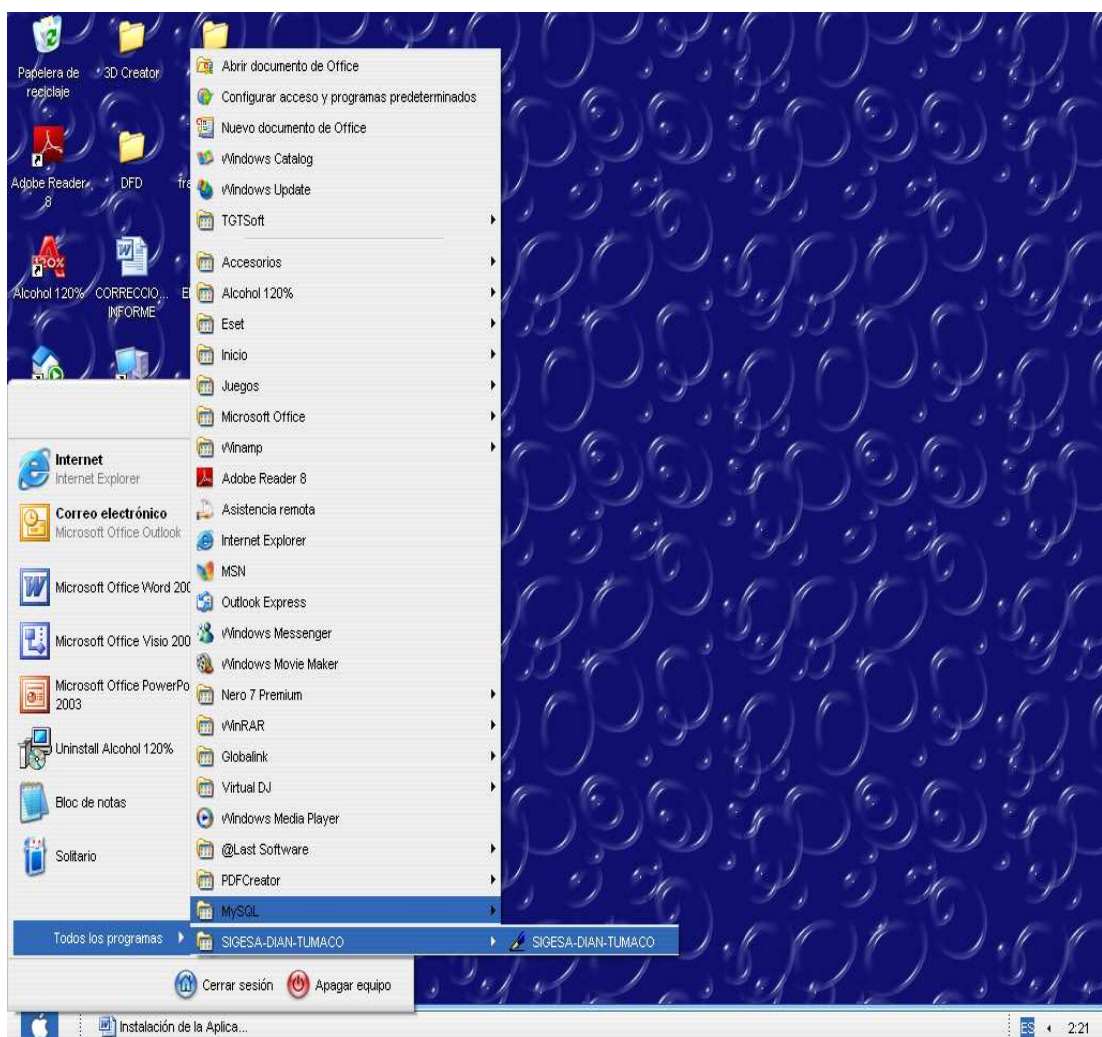 Papelera de
reciclaje
3D Creator
Adobe Reader
8
DFD
Alcohol 120%
CORRECCIO...
INFORME
Abrir documento de Office
Configurar acceso y programas predeterminados
Nuevo documento de Office
Windows Catalog
Windows Update
TGTSoft
Accesorios
Alcohol 120%
Eset
Inicio
Juegos
Microsoft Office
Winamp
Adobe Reader 8
Asistencia remota
Internet Explorer
MSN
Outlook Express
Windows Messenger
Windows Movie Maker
Nero 7 Premium
WinRAR
Globalink
Virtual DJ
Windows Media Player
@Last Software
PDFCreator
MySQL
SIGESA-DIAN-TUMACO
SIGESA-DIAN-TUMACO
Internet
Internet Explorer
Correo electrónico
Microsoft Office Outlook
Microsoft Office Word 200
Microsoft Office Visio 200
Microsoft Office PowerPo
2003
Uninstall Alcohol 120%
Bloc de notas
Solitario
Todos los programas
Cerrar sesión
Apagar equipo
Instalación de la Aplica...
ES
2:21